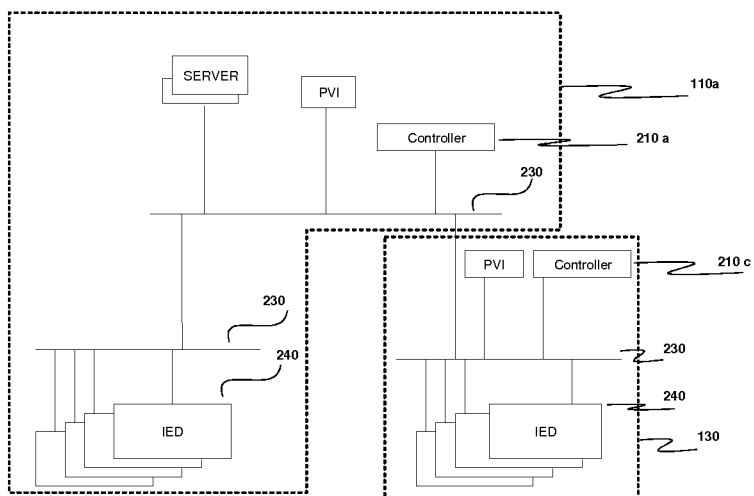 SERVER
PVI
110a
Controller
210 a
230
PVI
Controller
210 c
230
230
240
240
IED
IED
130